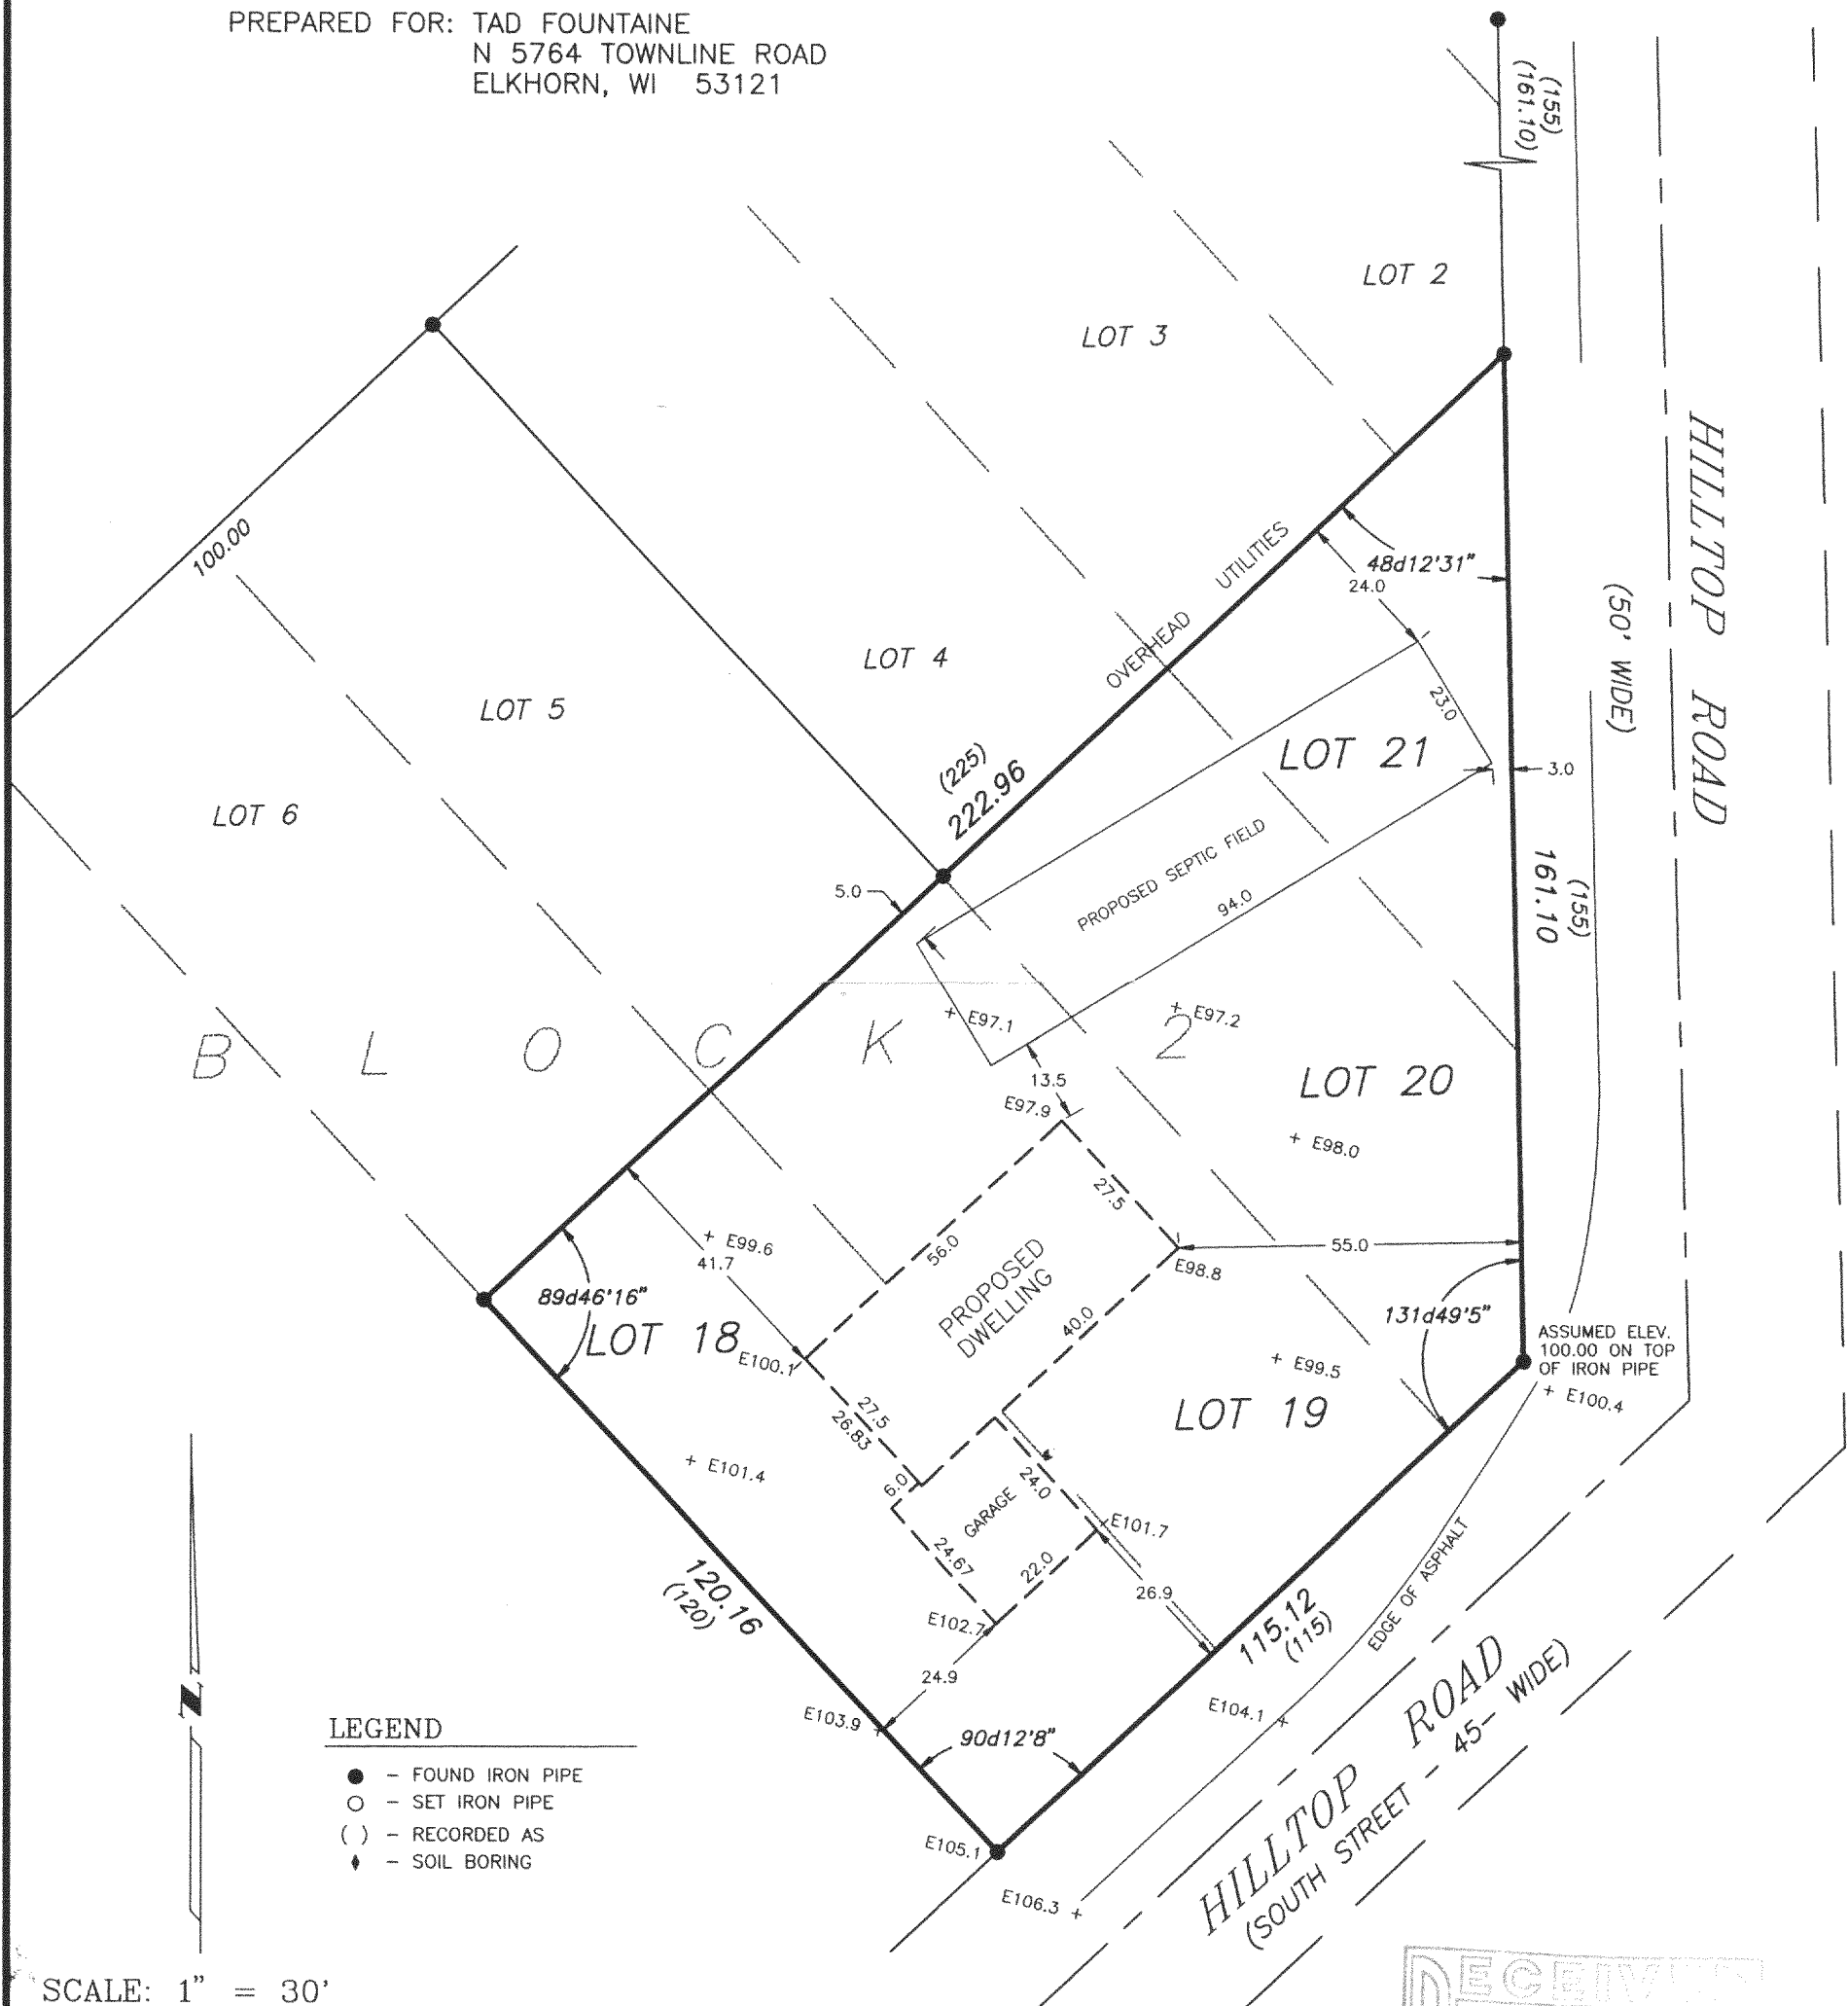 PREPARED FOR: TAD FOUNTAINE
N 5764 TOWNLINE ROAD
ELKHORN, WI 53121
(155)
(161.10)
LOT 2
LOT 3
HILLTOP ROAD
(50' WIDE)
100.00
UTILITIES
OVERHEAD
48d12'31"
24.0
LOT 4
LOT 5
23.0
LOT 21
3.0
(225)
222.96
LOT 6
PROPOSED SEPTIC FIELD
94.0
(155)
161.10
5.0
BLOCK 2
+ E97.1
+ E97.2
13.5
E97.9
LOT 20
+ E98.0
27.5
+ E99.6
41.7
56.0
55.0
E98.8
PROPOSED
DWELLING
89d46'16"
LOT 18
E100.1
40.0
131d49'5"
ASSUMED ELEV.
100.00 ON TOP
OF IRON PIPE
+ E99.5
+ E100.4
27.5
26.83
LOT 19
+ E101.4
6.0
24.0
GARAGE
E101.7
24.67
22.0
26.9
120.16
(120)
E102.7
115.12
(115)
EDGE OF ASPHALT
24.9
E103.9 +
E104.1 +
90d12'8"
HILLTOP ROAD
(SOUTH STREET - 45- WIDE)
N
LEGEND
- FOUND IRON PIPE
- SET IRON PIPE
( ) - RECORDED AS
- SOIL BORING
E105.1
E106.3 +
SCALE: 1" = 30'